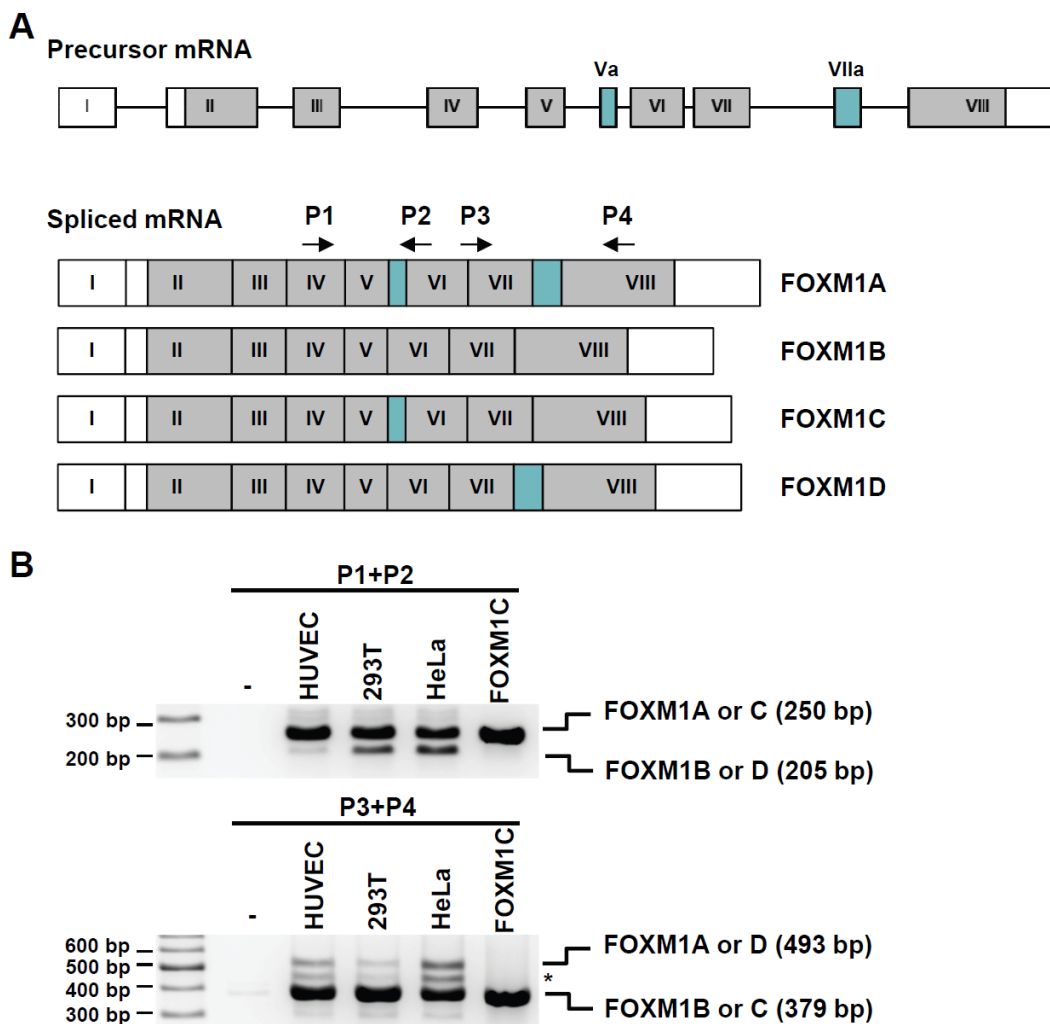 A
Precursor mRNA
Va VIIa
I II III IV V VI VII VIII
Spliced mRNA
P1 P2 P3 P4
I II III IV V VI VII VIII FOXM1A
I II III IV V VI VII VIII FOXM1B
I II III IV V VI VII VIII FOXM1C
I II III IV V VI VII VIII FOXM1D
B
P1+P2
- HUVEC 293T HeLa FOXM1C
300 bp
200 bp
FOXM1A or C (250 bp)
FOXM1B or D (205 bp)
P3+P4
- HUVEC 293T HeLa FOXM1C
600 bp
500 bp
400 bp
300 bp
FOXM1A or D (493 bp)
*
FOXM1B or C (379 bp)